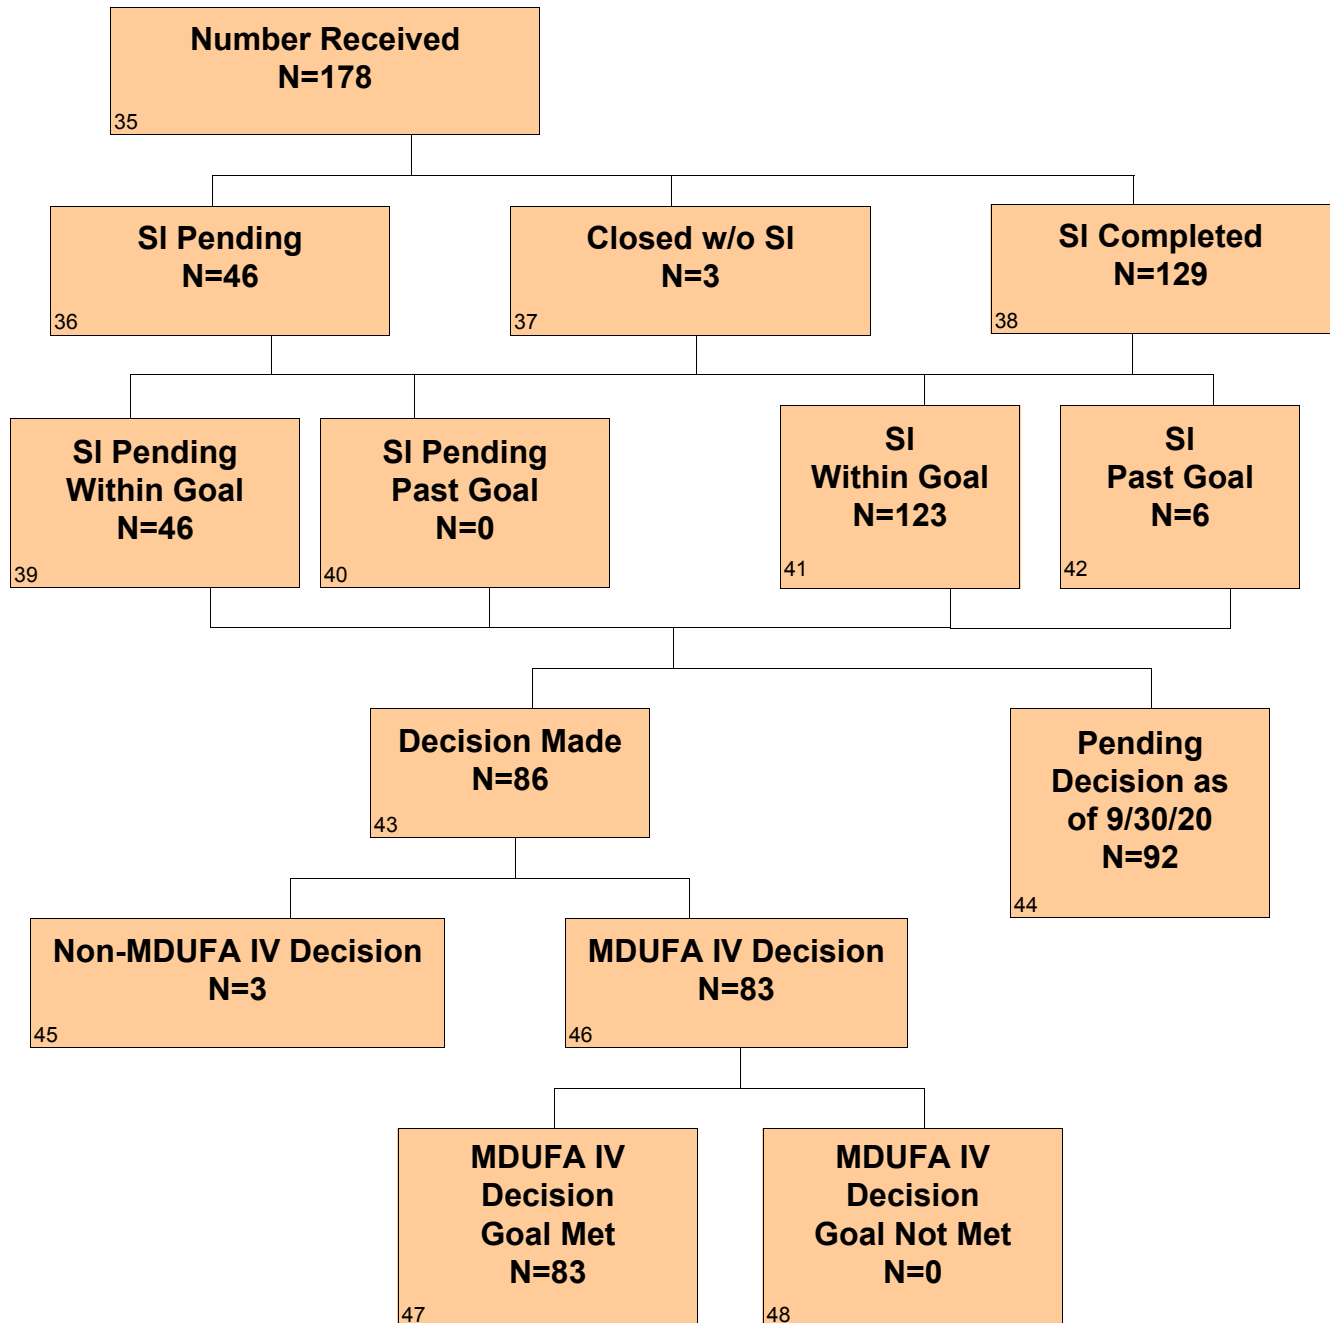 Number Received
N=178
35
SI Pending
N=46
36
Closed w/o SI
N=3
37
SI Completed
N=129
38
SI Pending
Within Goal
N=46
39
SI Pending
Past Goal
N=0
40
SI
Within Goal
N=123
41
SI
Past Goal
N=6
42
Decision Made
N=86
43
Pending
Decision as
of 9/30/20
N=92
44
Non-MDUFA IV Decision
N=3
45
MDUFA IV Decision
N=83
46
MDUFA IV
Decision
Goal Met
N=83
47
MDUFA IV
Decision
Goal Not Met
N=0
48